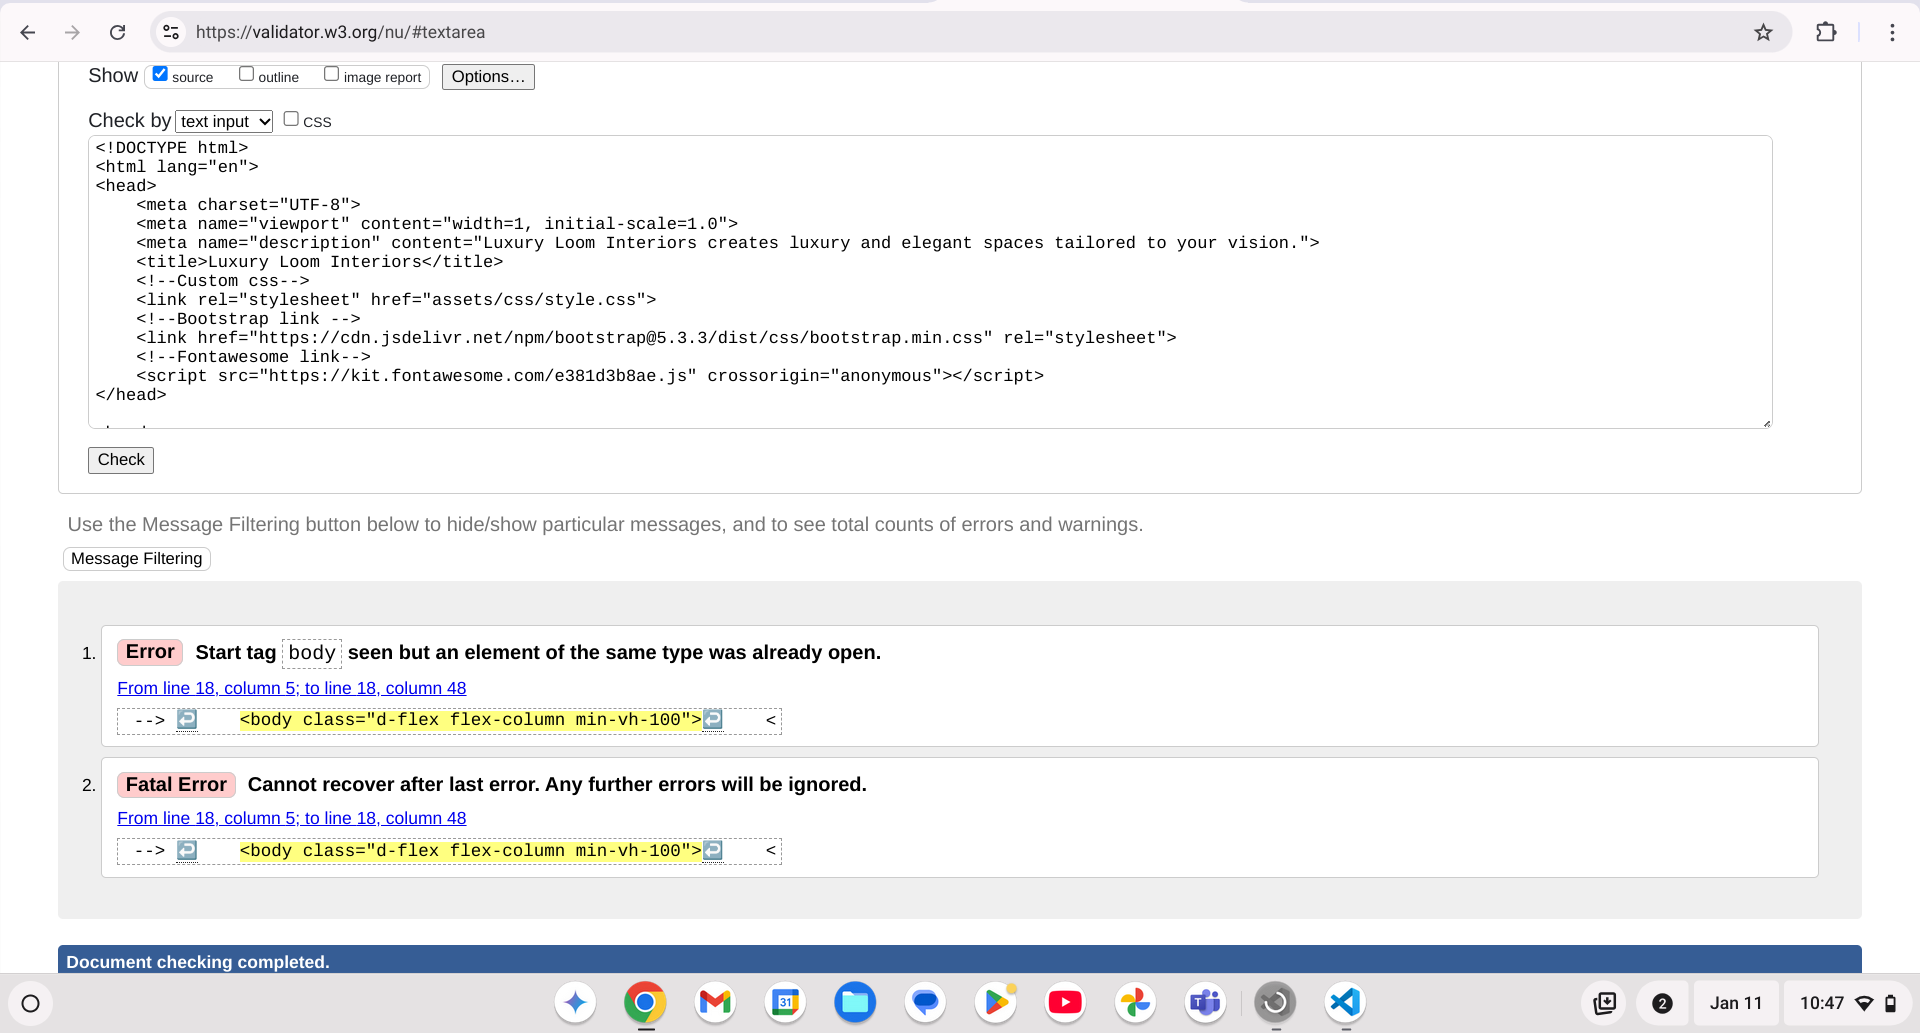 https://validator.w3.org/nu/#textarea
Show source outline image report Options...
Check by text input CSS
<!DOCTYPE html>
<html lang="en">
<head>
    <meta charset="UTF-8">
    <meta name="viewport" content="width=1, initial-scale=1.0">
    <meta name="description" content="Luxury Loom Interiors creates luxury and elegant spaces tailored to your vision.">
    <title>Luxury Loom Interiors</title>
    <!--Custom css-->
    <link rel="stylesheet" href="assets/css/style.css">
    <!--Bootstrap link -->
    <link href="https://cdn.jsdelivr.net/npm/bootstrap@5.3.3/dist/css/bootstrap.min.css" rel="stylesheet">
    <!--Fontawesome link-->
    <script src="https://kit.fontawesome.com/e381d3b8ae.js" crossorigin="anonymous"></script>
</head>
Check
Use the Message Filtering button below to hide/show particular messages, and to see total counts of errors and warnings.
Message Filtering
1. Error Start tag body seen but an element of the same type was already open.
From line 18, column 5; to line 18, column 48
--> ↩    <body class="d-flex flex-column min-vh-100">↩    <
2. Fatal Error Cannot recover after last error. Any further errors will be ignored.
From line 18, column 5; to line 18, column 48
--> ↩    <body class="d-flex flex-column min-vh-100">↩    <
Document checking completed.
31
T
2 Jan 11 10:47